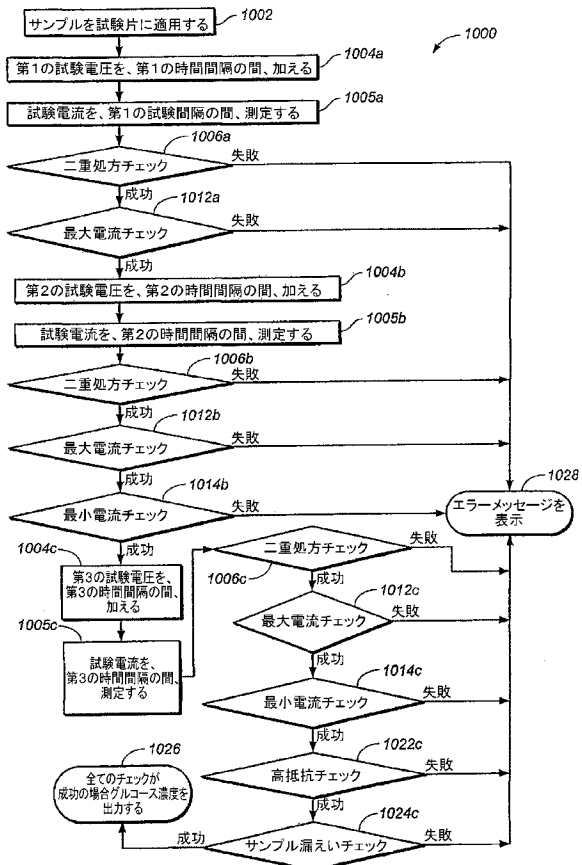 サンプルを試験片に適用する
1002
1000
第1の試験電圧を、第1の時間間隔の間、加える
1004a
試験電流を、第1の試験間隔の間、測定する
1005a
二重処方チェック
1006a
失敗
成功
最大電流チェック
1012a
失敗
成功
第2の試験電圧を、第2の時間間隔の間、加える
1004b
試験電流を、第2の時間間隔の間、測定する
1005b
二重処方チェック
1006b
失敗
成功
最大電流チェック
1012b
失敗
成功
最小電流チェック
1014b
失敗
成功
エラーメッセージを
表示
1028
1004c
第3の試験電圧を、
第3の時間間隔の間、
加える
1005c
試験電流を、
第3の時間間隔の間、
測定する
二重処方チェック
1006c
失敗
成功
最大電流チェック
1012c
失敗
成功
最小電流チェック
1014c
失敗
成功
高抵抗チェック
1022c
失敗
成功
サンプル漏えいチェック
1024c
失敗
成功
1026
全てのチェックが
成功の場合グルコース濃度を
出力する